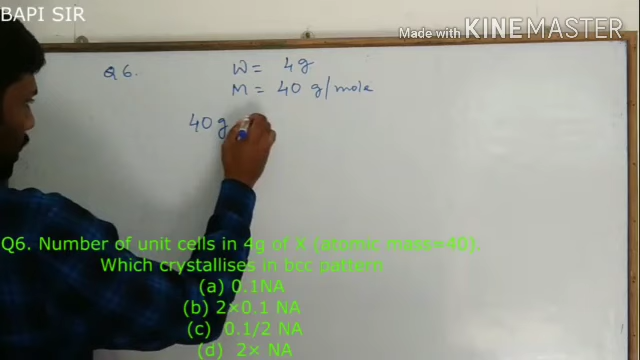 BAPI SIR
Made with KINEMASTER
Q6.
W = 4g
M = 40 g/mole
40g
Q6. Number of unit cells in 4g of X (atomic mass=40).
Which crystallises in bcc pattern
(a) 0.1NA
(b) 2×0.1 NA
(c) 0.1/2 NA
(d) 2× NA